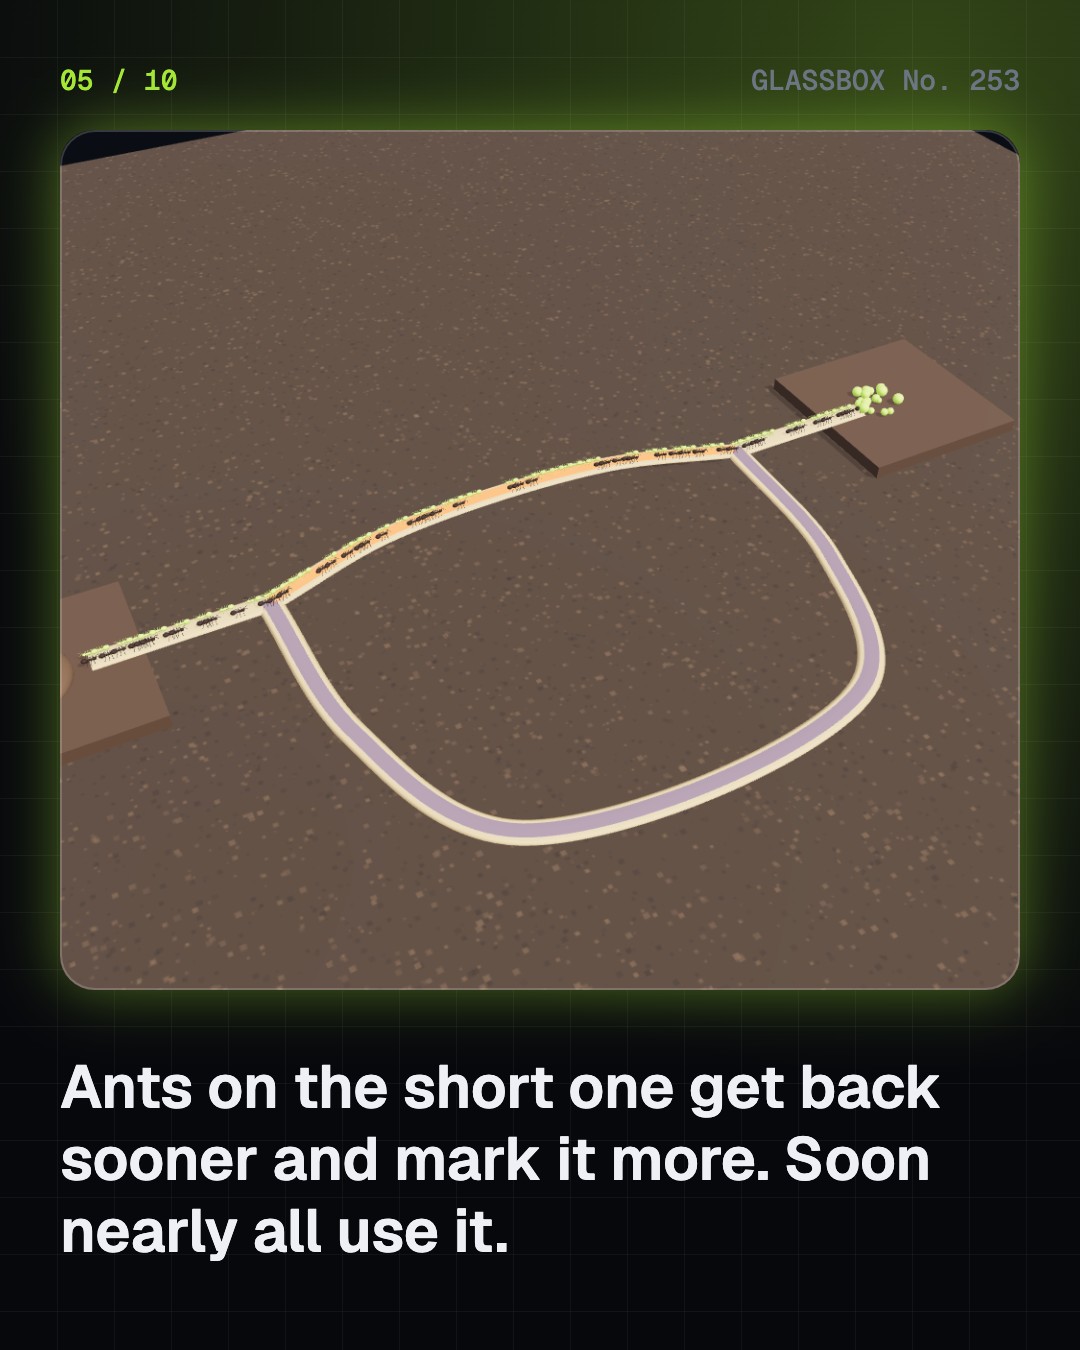 05 / 10
GLASSBOX No. 253
Ants on the short one get back
sooner and mark it more. Soon
nearly all use it.